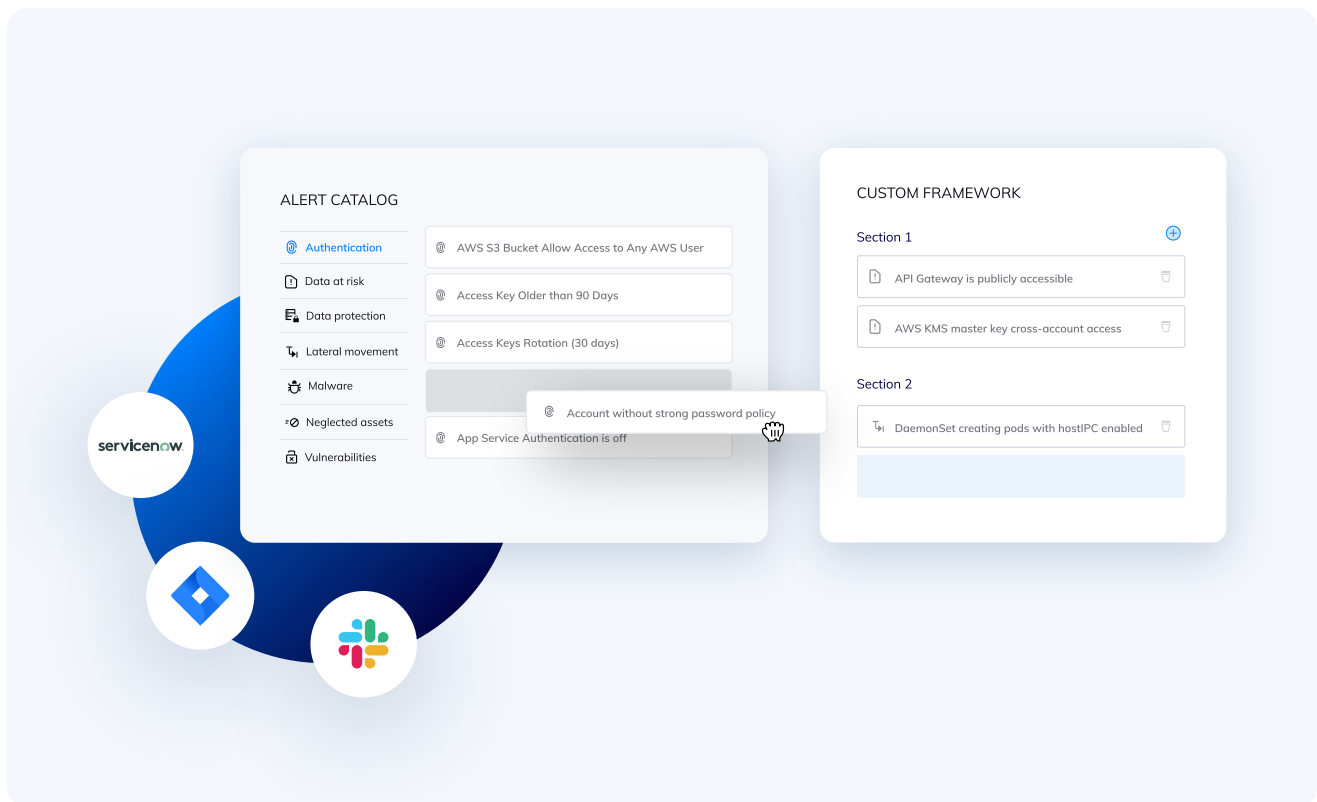 ALERT CATALOG
Authentication
Data at risk
Data protection
Lateral movement
Malware
Neglected assets
Vulnerabilities
AWS S3 Bucket Allow Access to Any AWS User
Access Key Older than 90 Days
Access Keys Rotation (30 days)
Account without strong password policy
App Service Authentication is off
CUSTOM FRAMEWORK
Section 1
API Gateway is publicly accessible
AWS KMS master key cross-account access
Section 2
DaemonSet creating pods with hostIPC enabled
servicenow